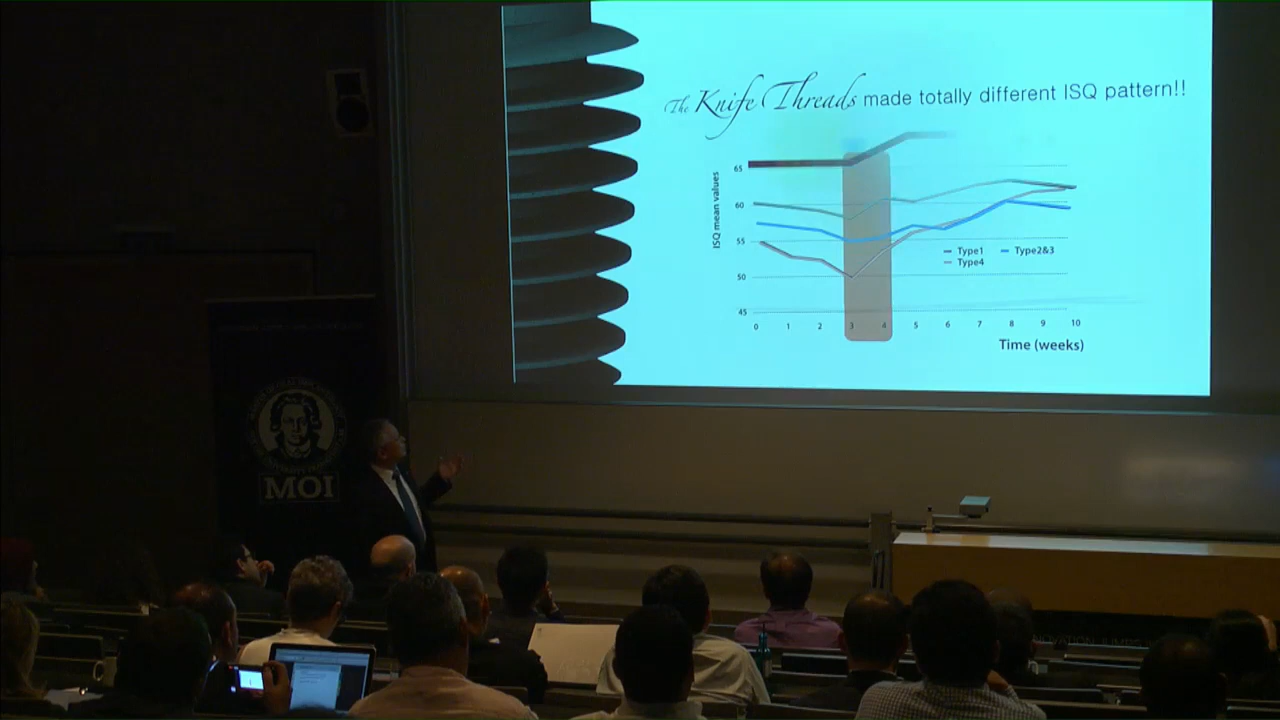 The Knife Threads made totally different ISQ pattern!!
65
60
55
50
45
ISQ mean values
Type1
Type2&3
Type4
0 1 2 3 4 5 6 7 8 9 10
Time (weeks)
MOI